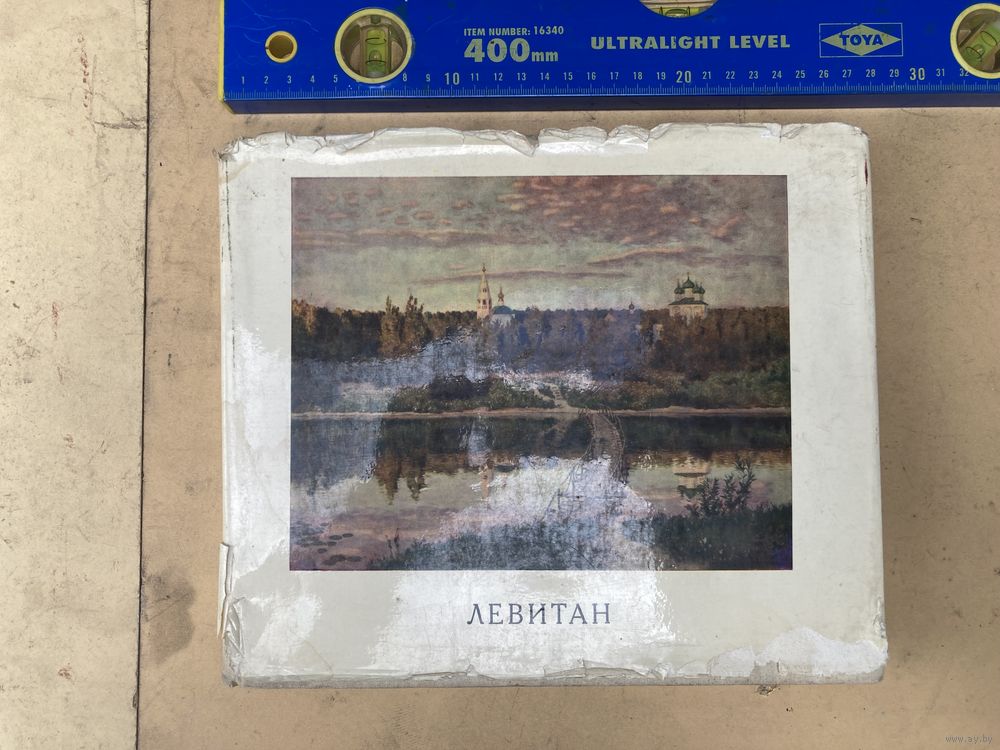 ITEM NUMBER: 16340
400mm
ULTRALIGHT LEVEL
TOYA
1 2 3 4 5 8 9 10 11 12 13 14 15 16 17 18 19 20 21 22 23 24 25 26 27 28 29 30 31 32
ЛЕВИТАН
www.ay.by